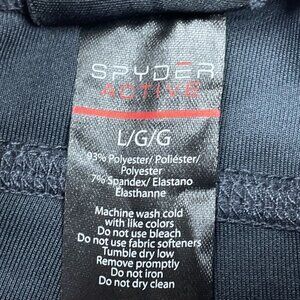 SPYDER
ACTIVE
L/G/G
93% Polyester/ Poliéster/
Polyester
7% Spandex/ Elastano
Elasthanne
Machine wash cold
with like colors
Do not use bleach
Do not use fabric softeners
Tumble dry low
Remove promptly
Do not iron
Do not dry clean